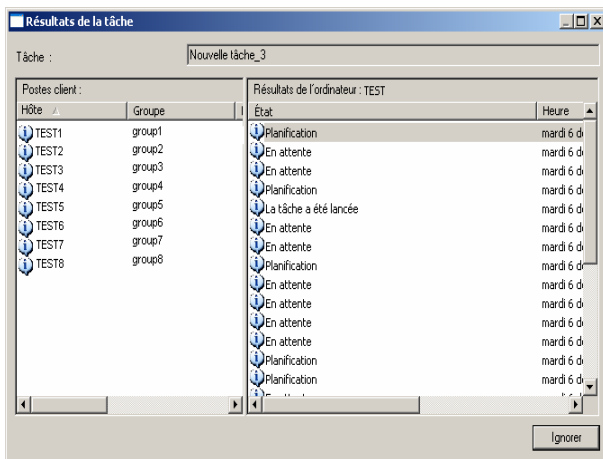 Résultats de la tâche
Tâche :
Nouvelle tâche_3
Postes client :
Hôte Groupe
TEST1 group1
TEST2 group2
TEST3 group3
TEST4 group4
TEST5 group5
TEST6 group6
TEST7 group7
TEST8 group8
Résultats de l'ordinateur : TEST
État Heure
Planification mardi 6 d
En attente mardi 6 d
En attente mardi 6 d
Planification mardi 6 d
La tâche a été lancée mardi 6 d
En attente mardi 6 d
En attente mardi 6 d
Planification mardi 6 d
En attente mardi 6 d
En attente mardi 6 d
En attente mardi 6 d
Planification mardi 6 d
Planification mardi 6 d
Ignorer